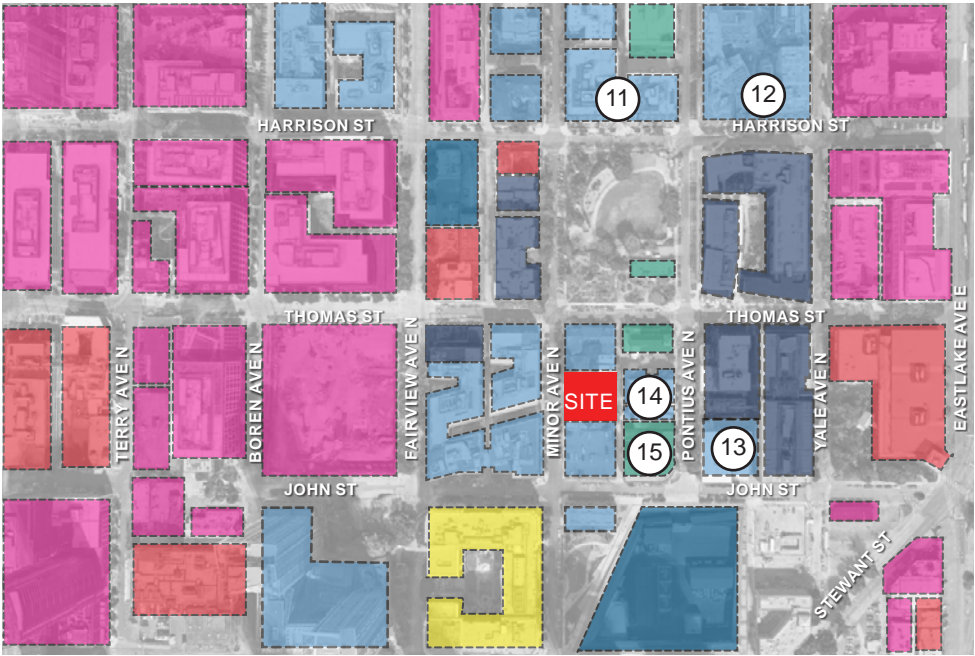 11
12
HARRISON ST
HARRISON ST
THOMAS ST
THOMAS ST
TERRY AVE N
BOREN AVE N
FAIRVIEW AVE N
MINOR AVE N
PONTIUS AVE N
YALE AVE N
EASTLAKE AVE E
SITE
14
15
13
JOHN ST
JOHN ST
STEWANT ST